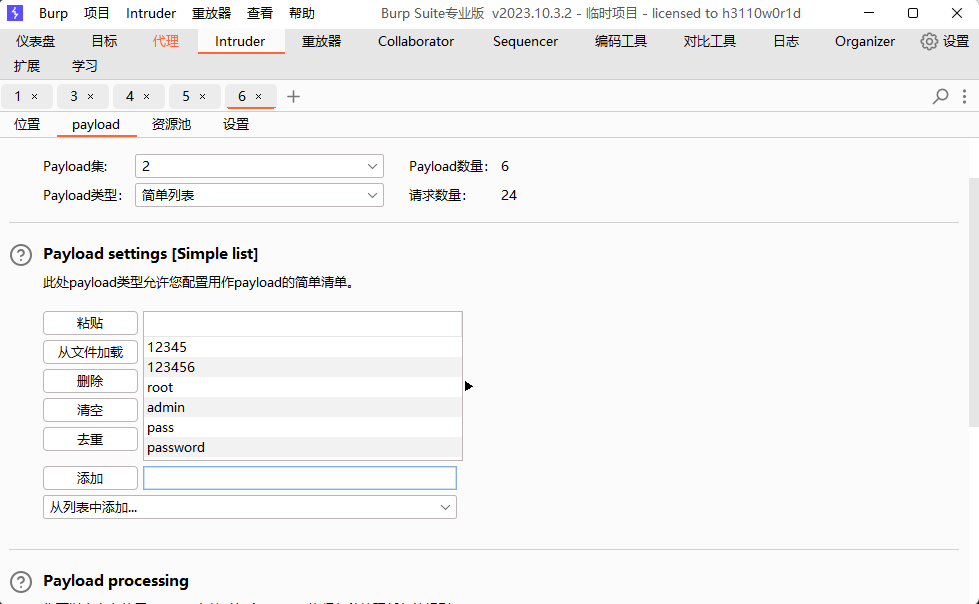 Burp 项目 Intruder 重放器 查看 帮助 Burp Suite专业版 v2023.10.3.2 - 临时项目 - licensed to h3110w0r1d
仪表盘 目标 代理 Intruder 重放器 Collaborator Sequencer 编码工具 对比工具 日志 Organizer 设置
扩展 学习
1 × 3 × 4 × 5 × 6 × +
位置 payload 资源池 设置
Payload集: 2 Payload数量: 6
Payload类型: 简单列表 请求数量: 24
? Payload settings [Simple list]
此处payload类型允许您配置用作payload的简单清单。
粘贴
从文件加载
删除
清空
去重
12345
123456
root
admin
pass
password
添加
从列表中添加...
? Payload processing